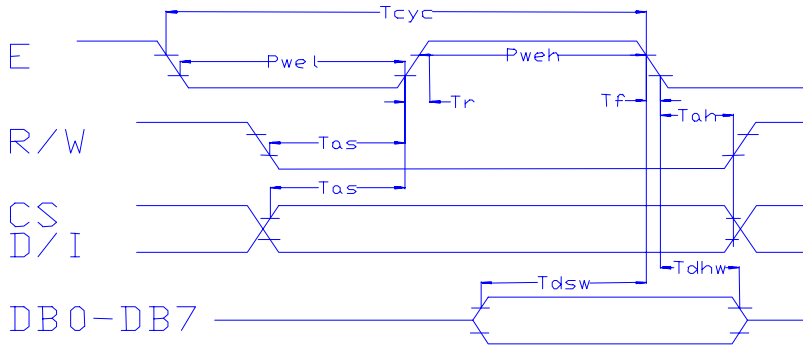 Tcyc
E
Pwel
Pweh
Tr
Tf
Tah
R/W
Tas
Tas
CS
D/I
Tdhw
Tdsw
DB0-DB7